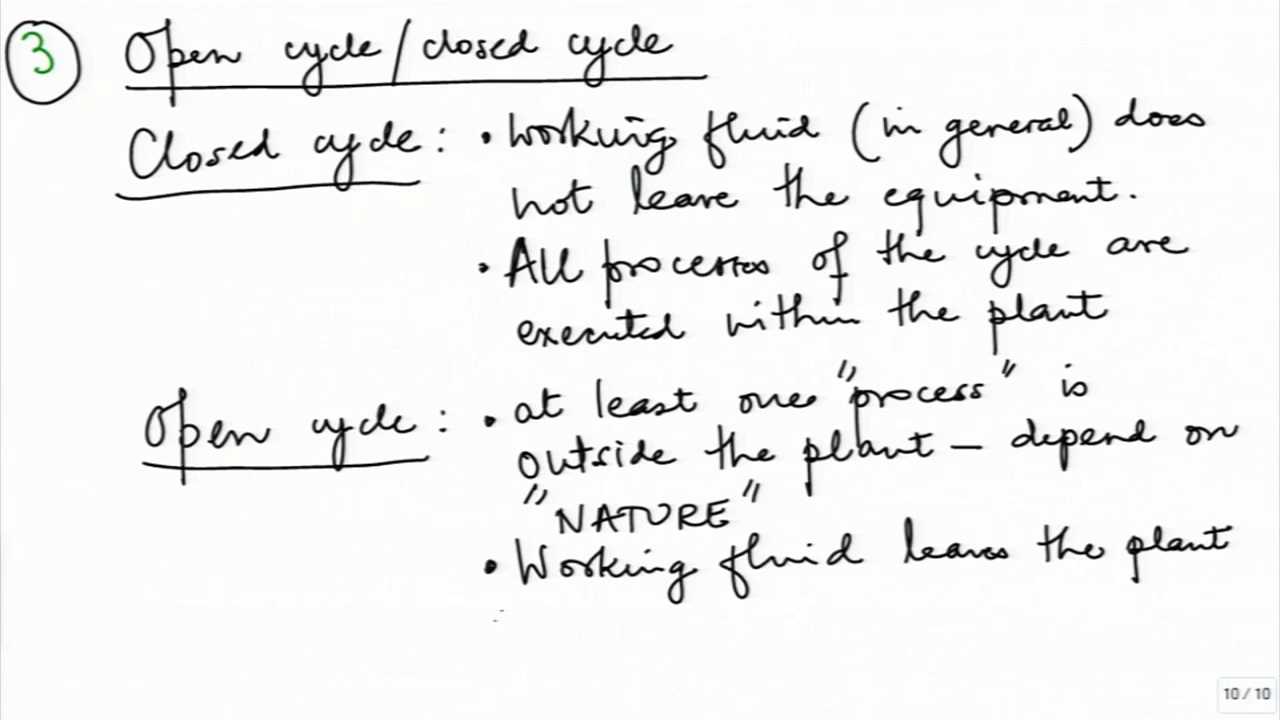 3 Open cycle/closed cycle
Closed cycle: • Working fluid (in general) does
not leave the equipment.
• All processes of the cycle are
executed within the plant
Open cycle: • at least one "process" is
outside the plant – depend on
"NATURE"
• Working fluid leaves the plant
10/10